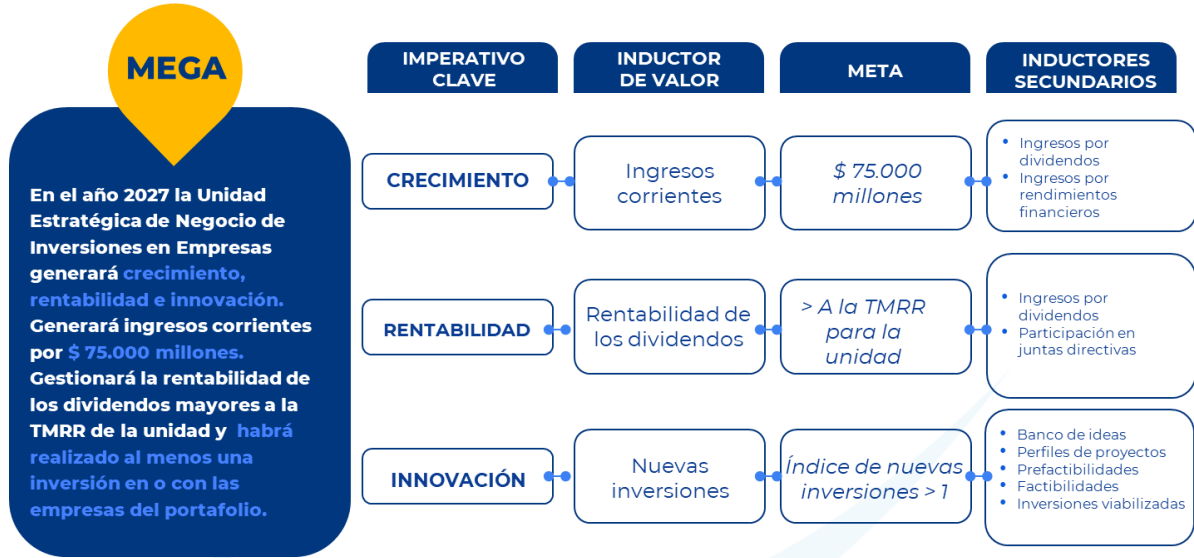 MEGA
En el año 2027 la Unidad
Estratégica de Negocio de
Inversiones en Empresas
generará crecimiento,
rentabilidad e innovación.
Generará ingresos corrientes
por $ 75.000 millones.
Gestionará la rentabilidad de
los dividendos mayores a la
TMRR de la unidad y habrá
realizado al menos una
inversión en o con las
empresas del portafolio.
IMPERATIVO
CLAVE
INDUCTOR
DE VALOR
META
INDUCTORES
SECUNDARIOS
CRECIMIENTO
Ingresos
corrientes
$ 75.000
millones
• Ingresos por
dividendos
• Ingresos por
rendimientos
financieros
RENTABILIDAD
Rentabilidad de
los dividendos
> A la TMRR
para la
unidad
• Ingresos por
dividendos
• Participación en
juntas directivas
INNOVACIÓN
Nuevas
inversiones
Índice de nuevas
inversiones > 1
• Banco de ideas
• Perfiles de proyectos
• Prefactibilidades
• Factibilidades
• Inversiones viabilizadas